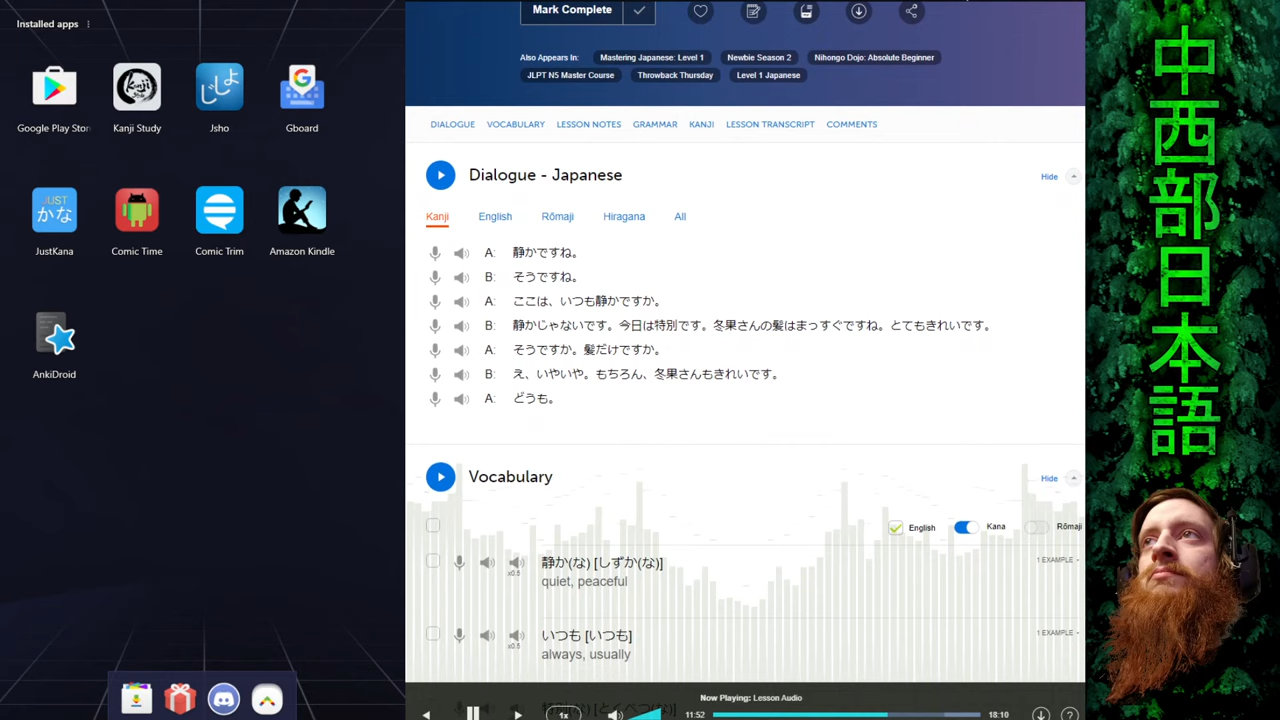 Installed apps
Google Play Stor
Kanji Study
Jsho
Gboard
JustKana
Comic Time
Comic Trim
Amazon Kindle
AnkiDroid
JUST
かな
じしょ
Mark Complete
Also Appears In:
Mastering Japanese: Level 1
Newbie Season 2
Nihongo Dojo: Absolute Beginner
JLPT N5 Master Course
Throwback Thursday
Level 1 Japanese
DIALOGUE
VOCABULARY
LESSON NOTES
GRAMMAR
KANJI
LESSON TRANSCRIPT
COMMENTS
Dialogue - Japanese
Hide
Kanji
English
Rōmaji
Hiragana
All
A: 静かですね。
B: そうですね。
A: ここは、いつも静かですか。
B: 静かじゃないです。今日は特別です。冬果さんの髪はまっすぐですね。とてもきれいです。
A: そうですか。髪だけですか。
B: え、いやいや。もちろん、冬果さんもきれいです。
A: どうも。
Vocabulary
Hide
English
Kana
Rōmaji
静か(な) [しずか(な)]
quiet, peaceful
x0.5
1 EXAMPLE
いつも [いつも]
always, usually
x0.5
1 EXAMPLE
Now Playing: Lesson Audio
1x
11:52
18:10
中西部日本語